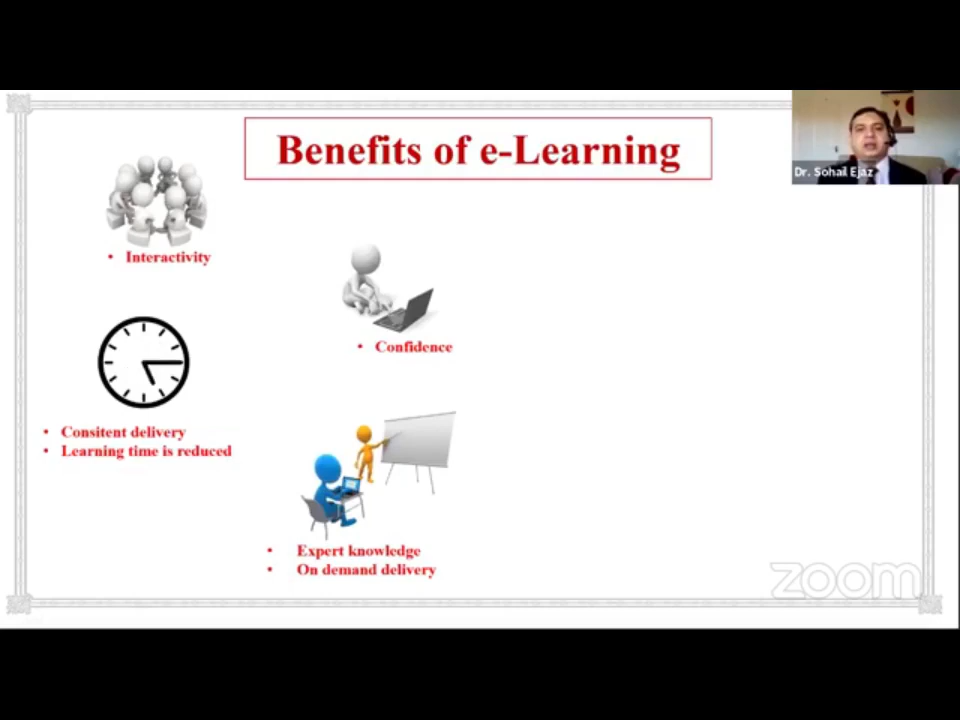 Benefits of e-Learning
Dr. Sohail Ejaz
• Interactivity
• Confidence
• Consitent delivery
• Learning time is reduced
• Expert knowledge
• On demand delivery
zoom